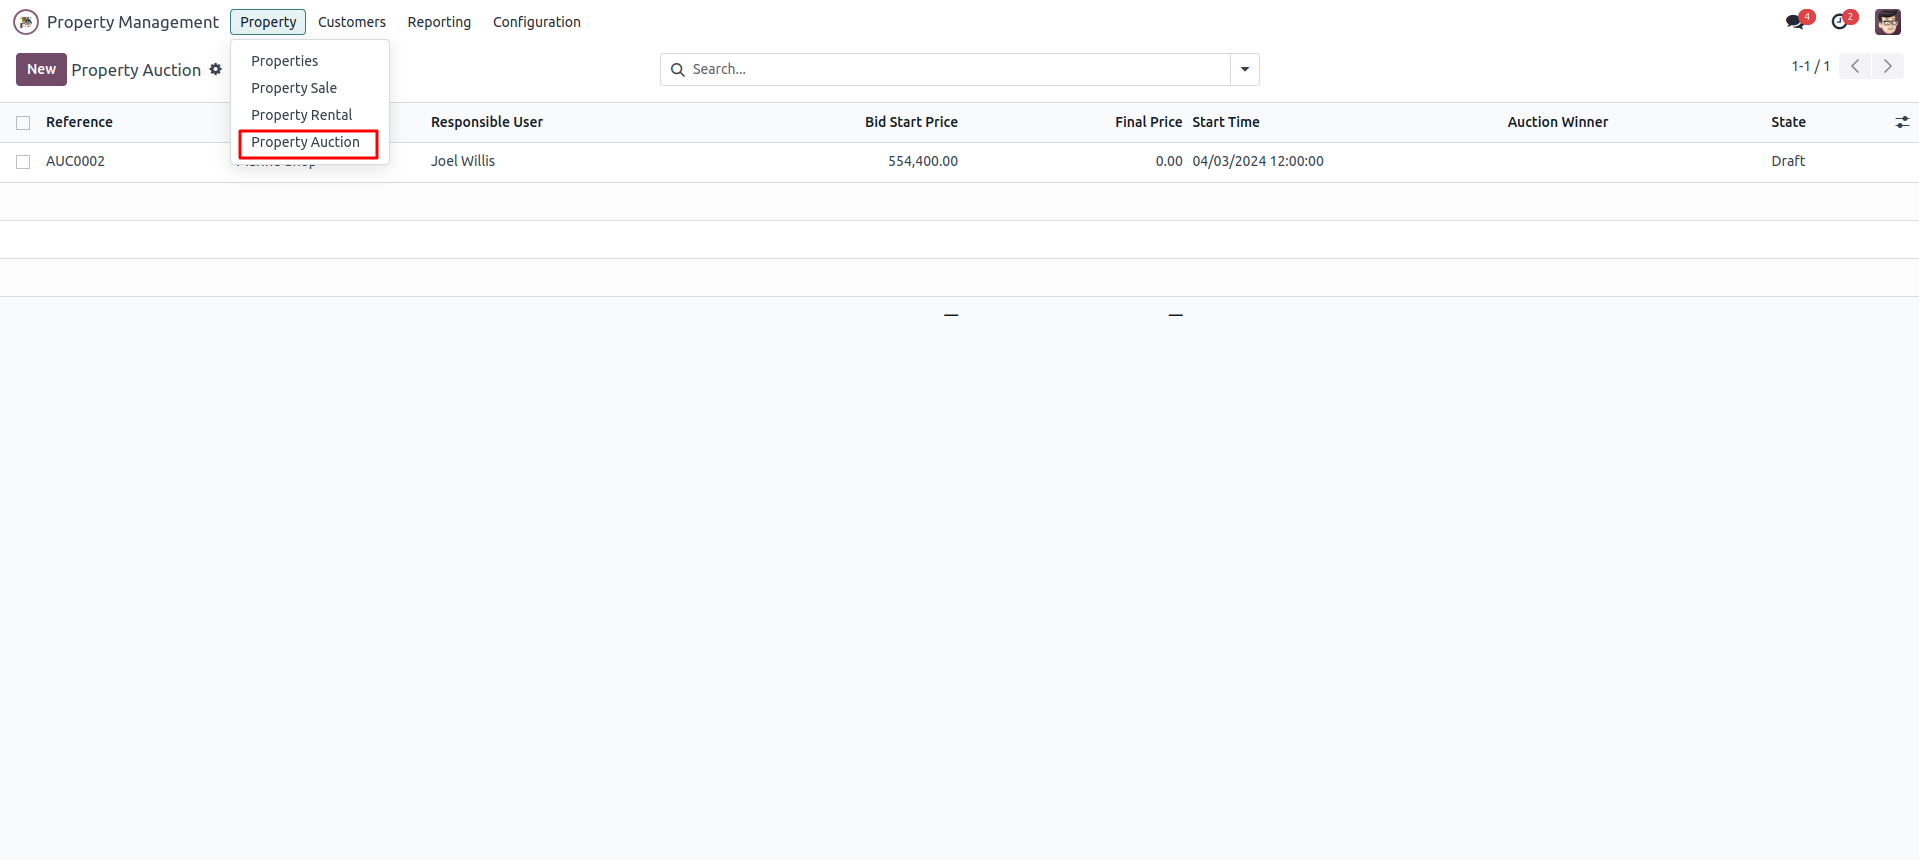 Property Management Property Customers Reporting Configuration 4 2
New Property Auction Search... 1-1 / 1
Properties
Property Sale
Property Rental
Property Auction
Reference Responsible User Bid Start Price Final Price Start Time Auction Winner State
AUC0002 Joel Willis 554,400.00 0.00 04/03/2024 12:00:00 Draft
— —